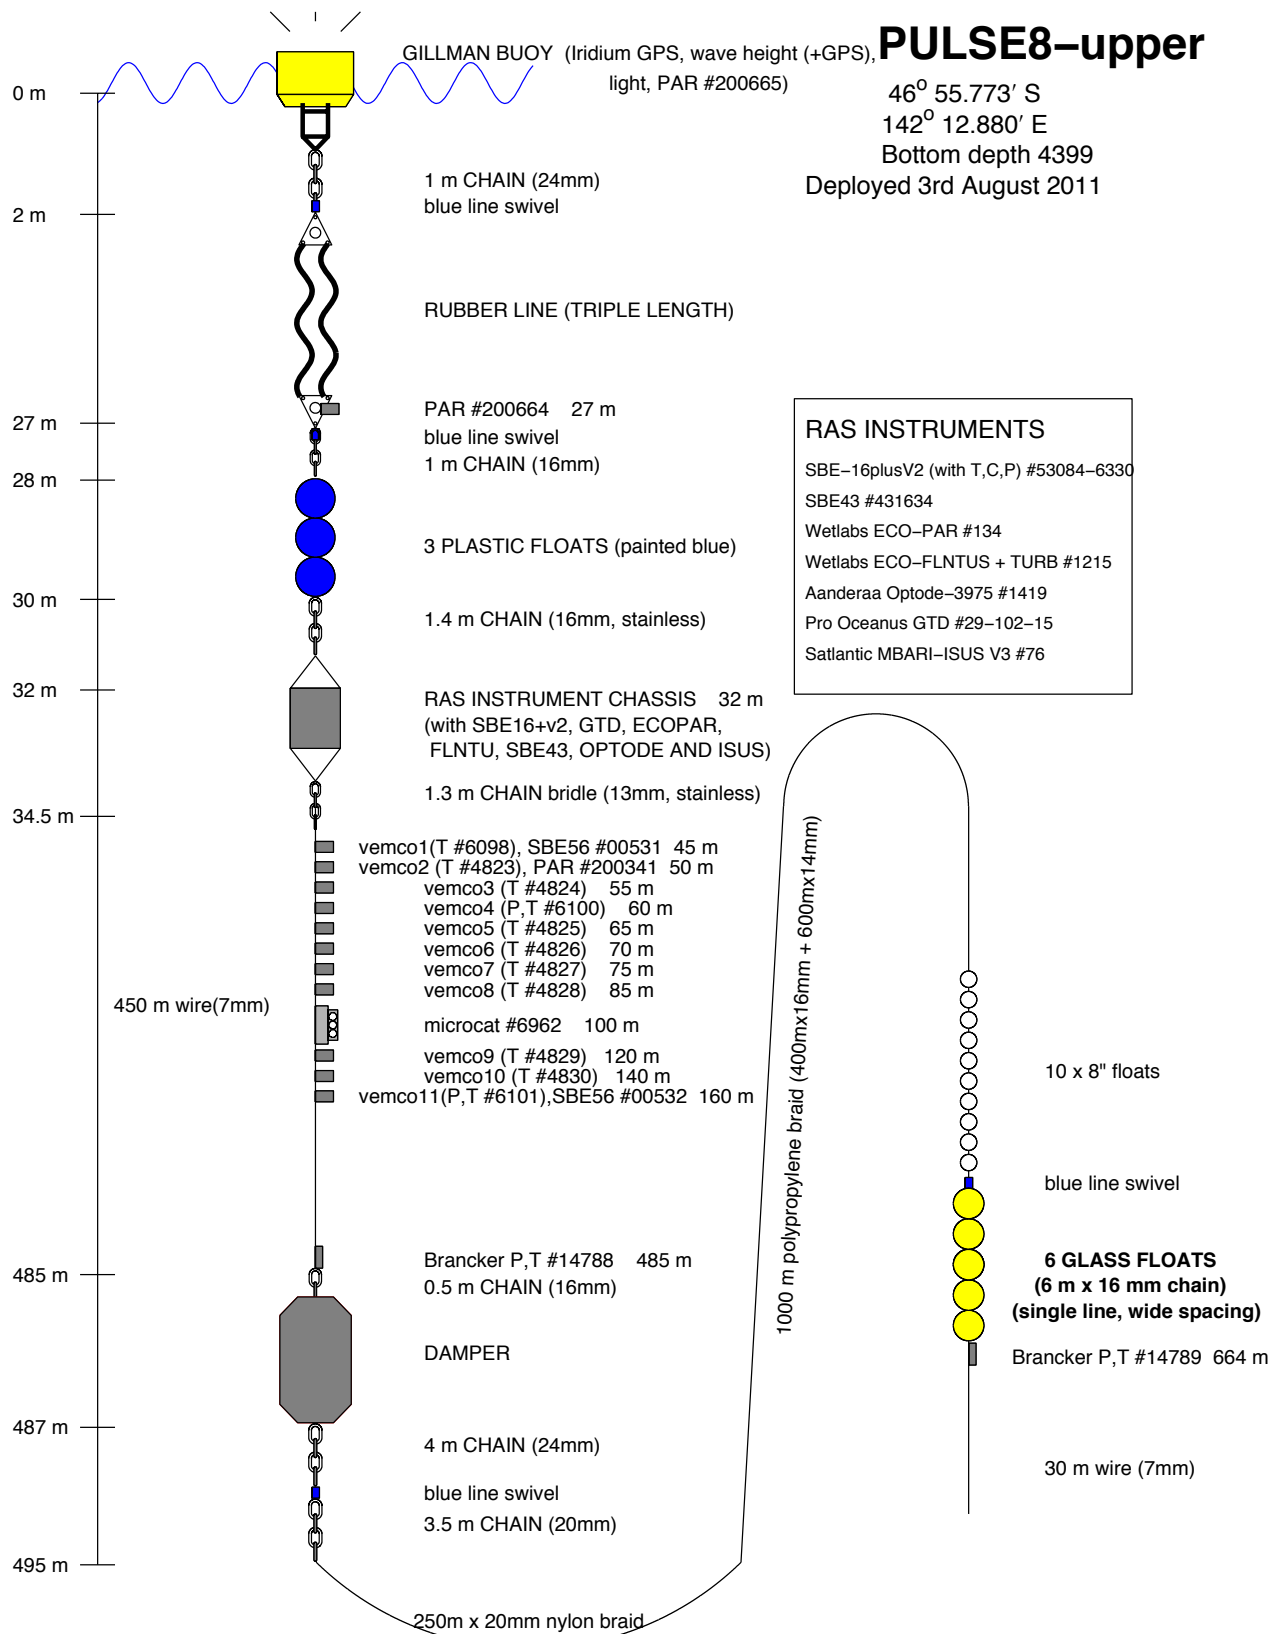 GILLMAN BUOY (Iridium GPS, wave height (+GPS),
light, PAR #200665)
PULSE8–upper
46o 55.773′ S
142o 12.880′ E
Bottom depth 4399
Deployed 3rd August 2011
0 m
1 m CHAIN (24mm)
blue line swivel
2 m
RUBBER LINE (TRIPLE LENGTH)
PAR #200664 27 m
27 m
blue line swivel
1 m CHAIN (16mm)
28 m
3 PLASTIC FLOATS (painted blue)
30 m
1.4 m CHAIN (16mm, stainless)
32 m
RAS INSTRUMENT CHASSIS 32 m
(with SBE16+v2, GTD, ECOPAR,
FLNTU, SBE43, OPTODE AND ISUS)
1.3 m CHAIN bridle (13mm, stainless)
34.5 m
vemco1(T #6098), SBE56 #00531 45 m
vemco2 (T #4823), PAR #200341 50 m
vemco3 (T #4824) 55 m
vemco4 (P,T #6100) 60 m
vemco5 (T #4825) 65 m
vemco6 (T #4826) 70 m
vemco7 (T #4827) 75 m
vemco8 (T #4828) 85 m
450 m wire(7mm)
microcat #6962 100 m
vemco9 (T #4829) 120 m
vemco10 (T #4830) 140 m
vemco11(P,T #6101),SBE56 #00532 160 m
Brancker P,T #14788 485 m
485 m
0.5 m CHAIN (16mm)
DAMPER
487 m
4 m CHAIN (24mm)
blue line swivel
3.5 m CHAIN (20mm)
495 m
250m x 20mm nylon braid
RAS INSTRUMENTS
SBE–16plusV2 (with T,C,P) #53084–6330
SBE43 #431634
Wetlabs ECO–PAR #134
Wetlabs ECO–FLNTUS + TURB #1215
Aanderaa Optode–3975 #1419
Pro Oceanus GTD #29–102–15
Satlantic MBARI–ISUS V3 #76
1000 m polypropylene braid (400mx16mm + 600mx14mm)
10 x 8" floats
blue line swivel
6 GLASS FLOATS
(6 m x 16 mm chain)
(single line, wide spacing)
Brancker P,T #14789 664 m
30 m wire (7mm)